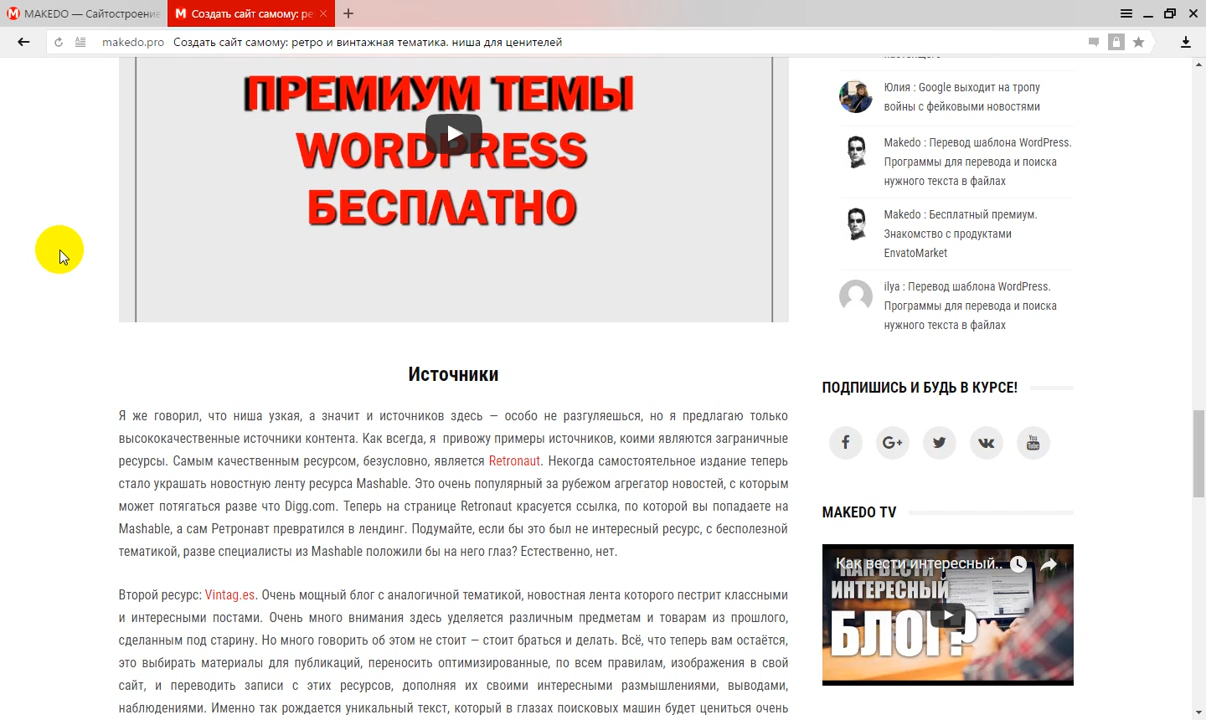 MAKEDO — Сайтостроение
Создать сайт самому: ре
makedo.pro Создать сайт самому: ретро и винтажная тематика. ниша для ценителей
ПРЕМИУМ ТЕМЫ
WORDPRESS
БЕСПЛАТНО
Источники
Я же говорил, что ниша узкая, а значит и источников здесь — особо не разгуляешься, но я предлагаю только
высококачественные источники контента. Как всегда, я привожу примеры источников, коими являются заграничные
ресурсы. Самым качественным ресурсом, безусловно, является Retronaut. Некогда самостоятельное издание теперь
стало украшать новостную ленту ресурса Mashable. Это очень популярный за рубежом агрегатор новостей, с которым
может потягаться разве что Digg.com. Теперь на странице Retronaut красуется ссылка, по которой вы попадаете на
Mashable, а сам Ретронавт превратился в лендинг. Подумайте, если бы это был не интересный ресурс, с бесполезной
тематикой, разве специалисты из Mashable положили бы на него глаз? Естественно, нет.
Второй ресурс: Vintag.es. Очень мощный блог с аналогичной тематикой, новостная лента которого пестрит классными
и интересными постами. Очень много внимания здесь уделяется различным предметам и товарам из прошлого,
сделанным под старину. Но много говорить об этом не стоит — стоит браться и делать. Всё, что теперь вам остаётся,
это выбирать материалы для публикаций, переносить оптимизированные, по всем правилам, изображения в свой
сайт, и переводить записи с этих ресурсов, дополняя их своими интересными размышлениями, выводами,
наблюдениями. Именно так рождается уникальный текст, который в глазах поисковых машин будет цениться очень
настоящего
Юлия : Google выходит на тропу
войны с фейковыми новостями
Makedo : Перевод шаблона WordPress.
Программы для перевода и поиска
нужного текста в файлах
Makedo : Бесплатный премиум.
Знакомство с продуктами
EnvatoMarket
ilya : Перевод шаблона WordPress.
Программы для перевода и поиска
нужного текста в файлах
ПОДПИШИСЬ И БУДЬ В КУРСЕ!
MAKEDO TV
Как вести интересный...
КАК ВЕСТИ
ИНТЕРЕСНЫЙ
БЛОГ?